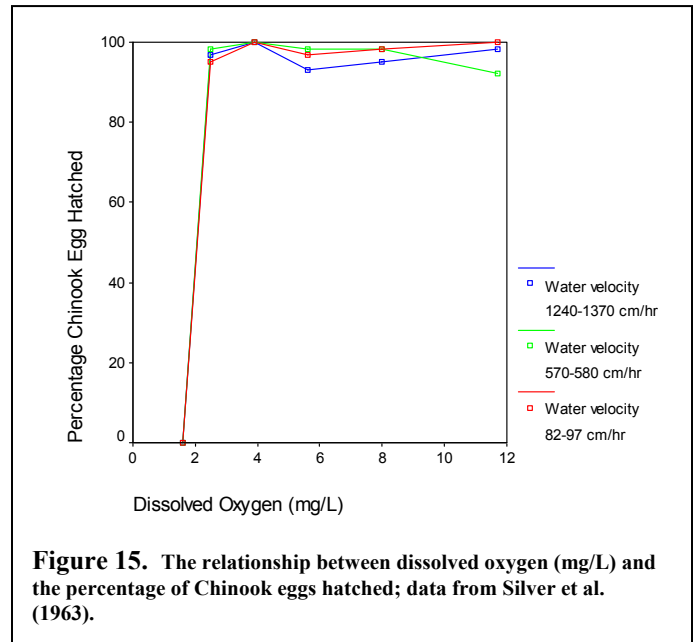 100
80
60
40
20
0
0 2 4 6 8 10 12
Percentage Chinook Egg Hatched
Dissolved Oxygen (mg/L)
Water velocity
1240-1370 cm/hr
Water velocity
570-580 cm/hr
Water velocity
82-97 cm/hr
Figure 15. The relationship between dissolved oxygen (mg/L) and
the percentage of Chinook eggs hatched; data from Silver et al.
(1963).